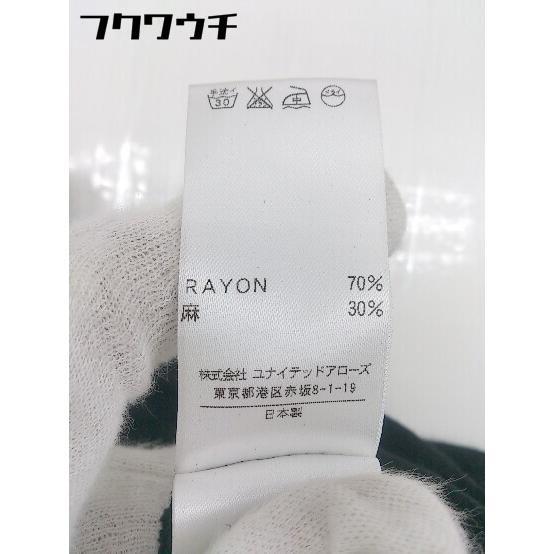 フクワウチ
手洗イ
30
中
RAYON 70%
麻 30%
株式会社 ユナイテッドアローズ
東京都港区赤坂8-1-19
日本製